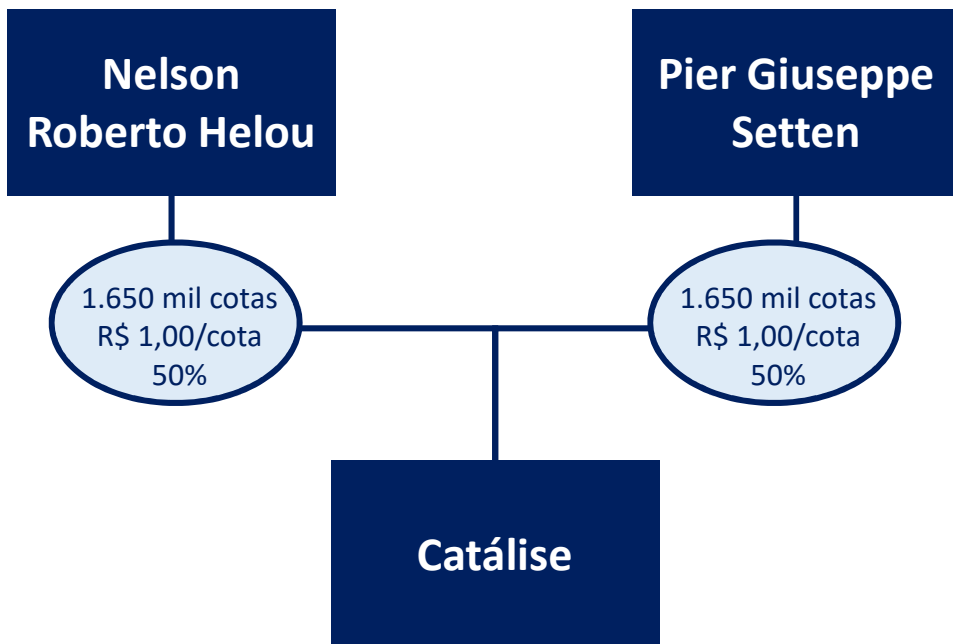 Nelson
Roberto Helou
Pier Giuseppe
Setten
1.650 mil cotas
R$ 1,00/cota
50%
1.650 mil cotas
R$ 1,00/cota
50%
Catálise